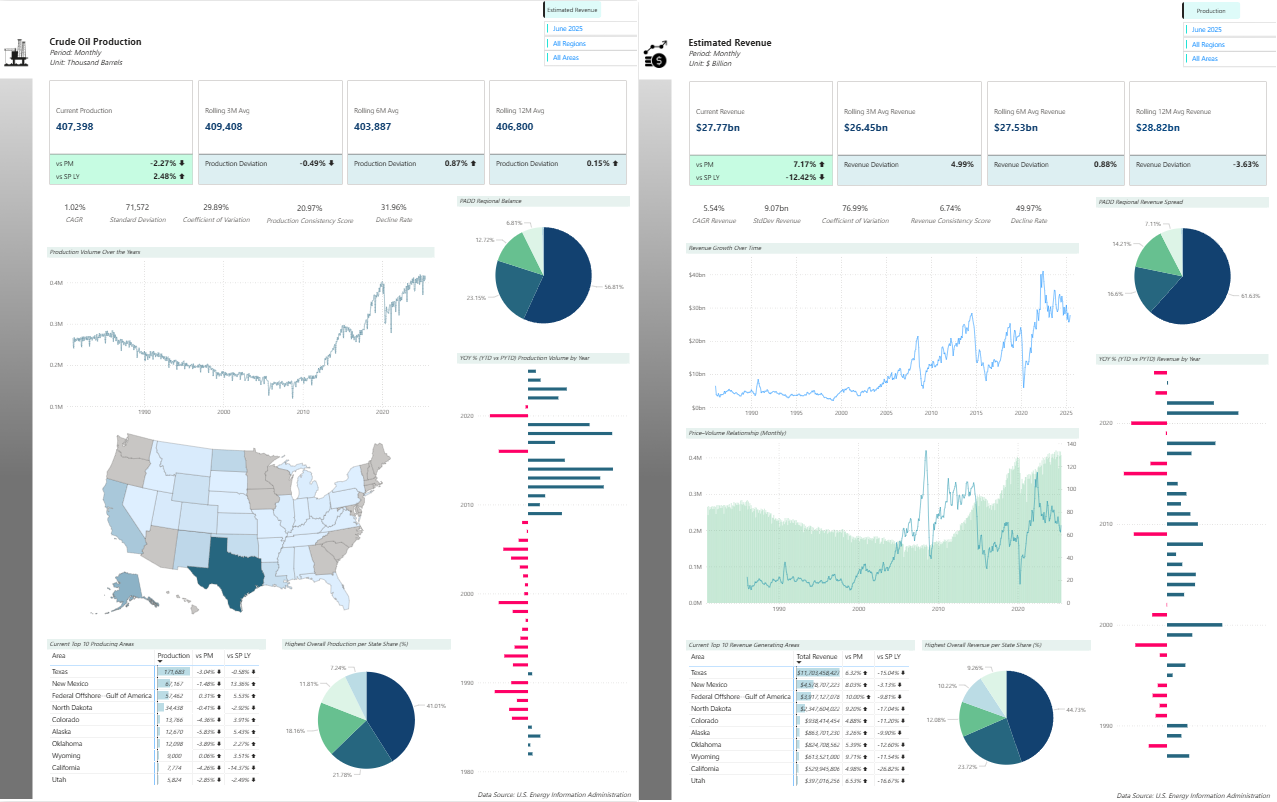 Estimated Revenue
June 2025
All Regions
All Areas
Crude Oil Production
Period: Monthly
Unit: Thousand Barrels
Current Production
407,398
vs PM -2.27%
vs SP LY 2.48%
Rolling 3M Avg
409,408
Production Deviation -0.49%
Rolling 6M Avg
403,887
Production Deviation 0.87%
Rolling 12M Avg
406,800
Production Deviation 0.15%
1.02% 71,572 29.89% 20.97% 31.96%
CAGR Standard Deviation Coefficient of Variation Production Consistency Score Decline Rate
PADD Regional Balance
6.81%
12.72%
23.15%
56.81%
Production Volume Over the Years
0.4M
0.3M
0.2M
0.1M
1990 2000 2010 2020
YOY % (YTD vs PYTD) Production Volume by Year
2020
2010
2000
1990
1980
Current Top 10 Producing Areas
Area Production vs PM vs SP LY
Texas 171,683 -3.04% -0.58%
New Mexico -1.48% 13.36%
Federal Offshore--Gulf of America 57,462 0.31% 5.53%
North Dakota 34,438 -0.41% -2.92%
Colorado 13,766 -4.36% 3.91%
Alaska 12,670 -5.83% 5.43%
Oklahoma 12,098 -3.89% 2.27%
Wyoming 9,000 0.06% 3.51%
California 7,774 -4.26% -14.37%
Utah 5,824 -2.85% -2.49%
Highest Overall Production per State Share (%)
7.24%
11.81%
18.16%
21.78%
41.01%
Data Source: U.S. Energy Information Administration
Production
June 2025
All Regions
All Areas
Estimated Revenue
Period: Monthly
Unit: $ Billion
Current Revenue
$27.77bn
vs PM 7.17%
vs SP LY -12.42%
Rolling 3M Avg Revenue
$26.45bn
Revenue Deviation 4.99%
Rolling 6M Avg Revenue
$27.53bn
Revenue Deviation 0.88%
Rolling 12M Avg Revenue
$28.82bn
Revenue Deviation -3.63%
5.54% 9.07bn 76.99% 6.74% 49.97%
CAGR Revenue StdDev Revenue Coefficient of Variation Revenue Consistency Score Decline Rate
PADD Regional Revenue Spread
7.11%
14.21%
16.6%
61.63%
Revenue Growth Over Time
$40bn
$30bn
$20bn
$10bn
$0bn
1990 1995 2000 2005 2010 2015 2020 2025
YOY % (YTD vs PYTD) Revenue by Year
2020
2010
2000
1990
Price–Volume Relationship (Monthly)
0.4M
0.3M
0.2M
0.1M
0.0M
140
120
100
80
60
40
20
0
1990 2000 2010 2020
Current Top 10 Revenue Generating Areas
Area Total Revenue vs PM vs SP LY
Texas $11,703,458,427 6.32% -15.04%
New Mexico 8.03% -3.13%
Federal Offshore--Gulf of America $3,917,127,076 10.00% -9.81%
North Dakota $2,347,604,022 9.20% -17.04%
Colorado $938,414,454 4.88% -11.20%
Alaska $863,701,230 3.26% -9.90%
Oklahoma $824,708,562 5.39% -12.60%
Wyoming $613,521,000 9.71% -11.54%
California $529,945,806 4.98% -26.82%
Utah $397,016,256 6.53% -16.67%
Highest Overall Revenue per State Share (%)
9.26%
10.22%
12.08%
23.72%
44.73%
Data Source: U.S. Energy Information Administration